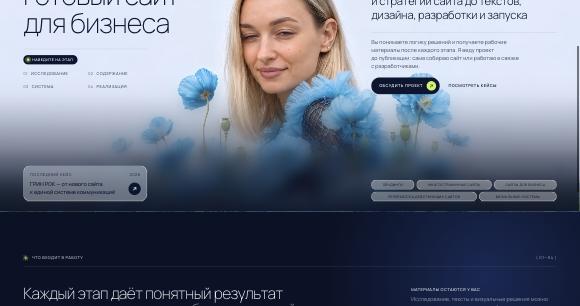 Готовый сайт
для бизнеса
и стратегии сайта до текстов,
дизайна, разработки и запуска
Вы понимаете логику решений и получаете рабочие
материалы после каждого этапа. Я веду проект
до публикации: сама собираю сайт или работаю в связке
с разработчиками.
НАВЕДИТЕ НА ЭТАП
01 ИССЛЕДОВАНИЕ
02 СОДЕРЖАНИЕ
03 СИСТЕМА
04 РЕАЛИЗАЦИЯ
ОБСУДИТЬ ПРОЕКТ
ПОСМОТРЕТЬ КЕЙСЫ
ПОСЛЕДНИЙ КЕЙС
2026
ГРИН РОК — от нового сайта
к единой системе коммуникаций
МНОГОСТРАНИЧНЫЕ САЙТЫ
САЙТЫ ДЛЯ БИЗНЕСА
ВИЗУАЛЬНЫЕ СИСТЕМЫ
ЧТО ВХОДИТ В РАБОТУ
Каждый этап даёт понятный результат
МАТЕРИАЛЫ ОСТАЮТСЯ У ВАС
Исследование, тексты и визуальные решения можно